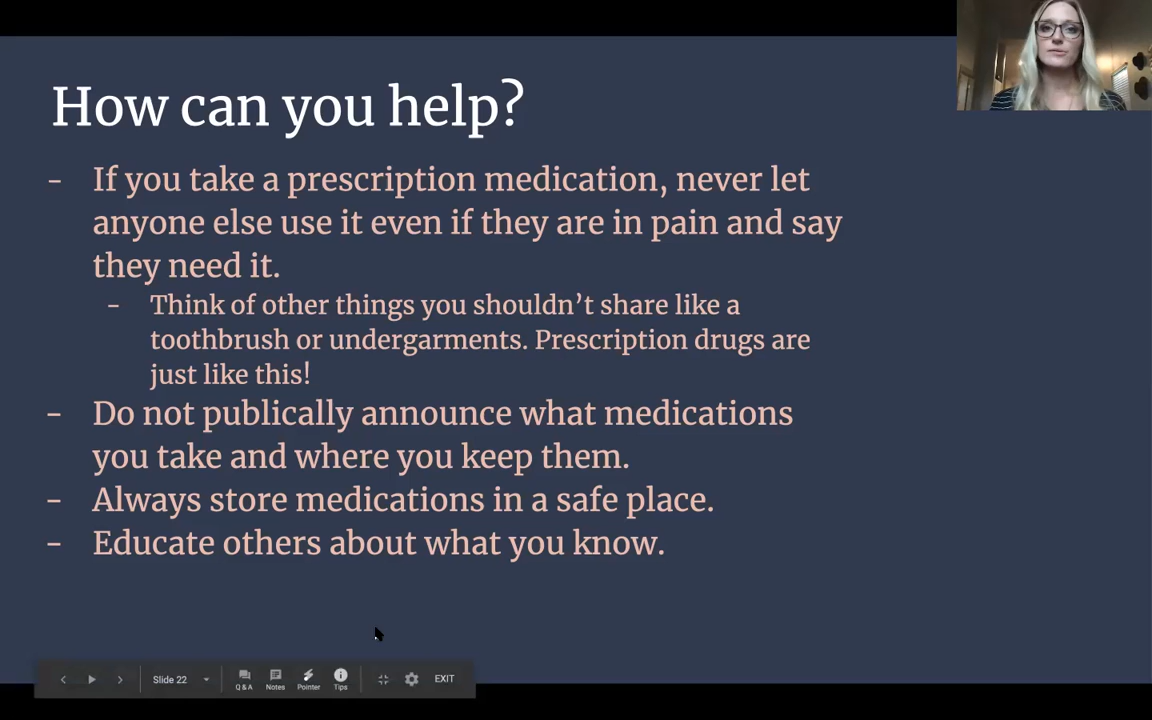 How can you help?
- If you take a prescription medication, never let
anyone else use it even if they are in pain and say
they need it.
- Think of other things you shouldn't share like a
toothbrush or undergarments. Prescription drugs are
just like this!
- Do not publically announce what medications
you take and where you keep them.
- Always store medications in a safe place.
- Educate others about what you know.
Slide 22
Q & A
Notes
Pointer
Tips
EXIT